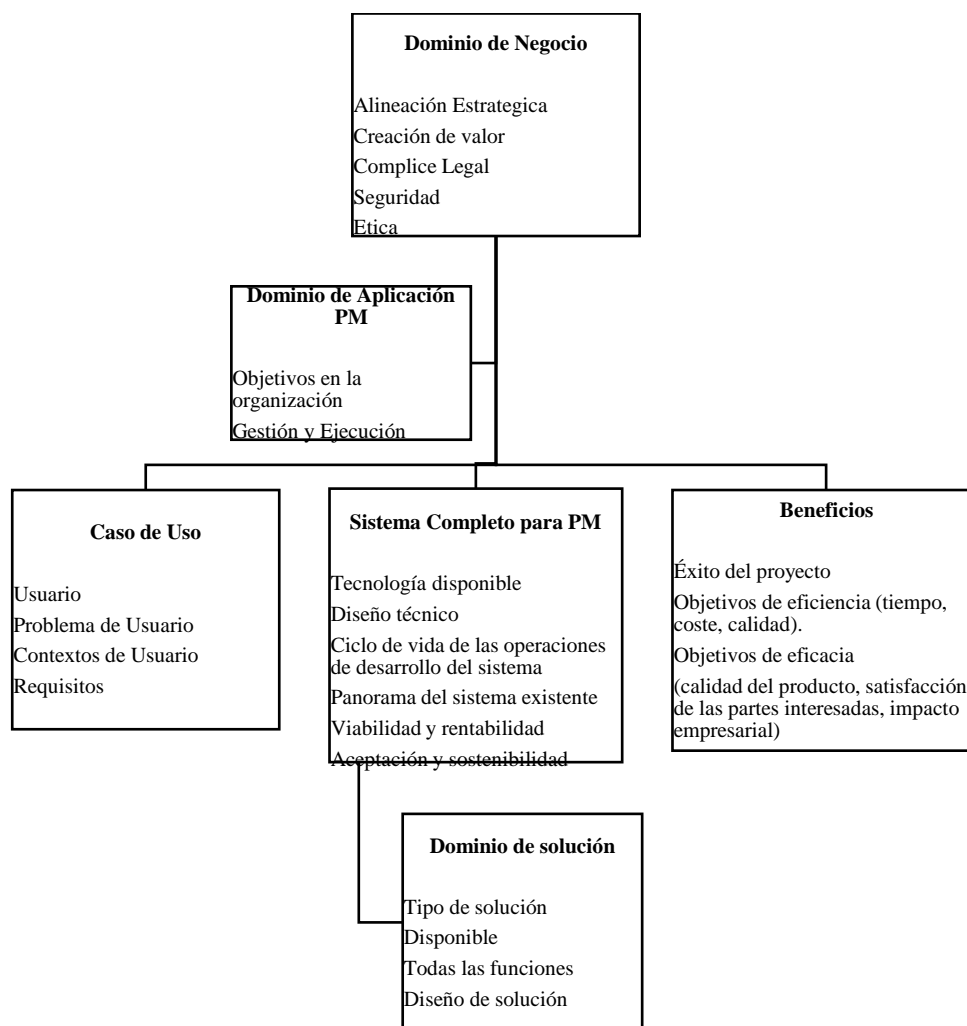 Dominio de Negocio
Alineación Estrategica
Creación de valor
Complice Legal
Seguridad
Etica
Dominio de Aplicación
PM
Objetivos en la
organización
Gestión y Ejecución
Caso de Uso
Usuario
Problema de Usuario
Contextos de Usuario
Requisitos
Sistema Completo para PM
Tecnología disponible
Diseño técnico
Ciclo de vida de las operaciones
de desarrollo del sistema
Panorama del sistema existente
Viabilidad y rentabilidad
Aceptación y sostenibilidad
Beneficios
Éxito del proyecto
Objetivos de eficiencia (tiempo,
coste, calidad).
Objetivos de eficacia
(calidad del producto, satisfacción
de las partes interesadas, impacto
empresarial)
Dominio de solución
Tipo de solución
Disponible
Todas las funciones
Diseño de solución